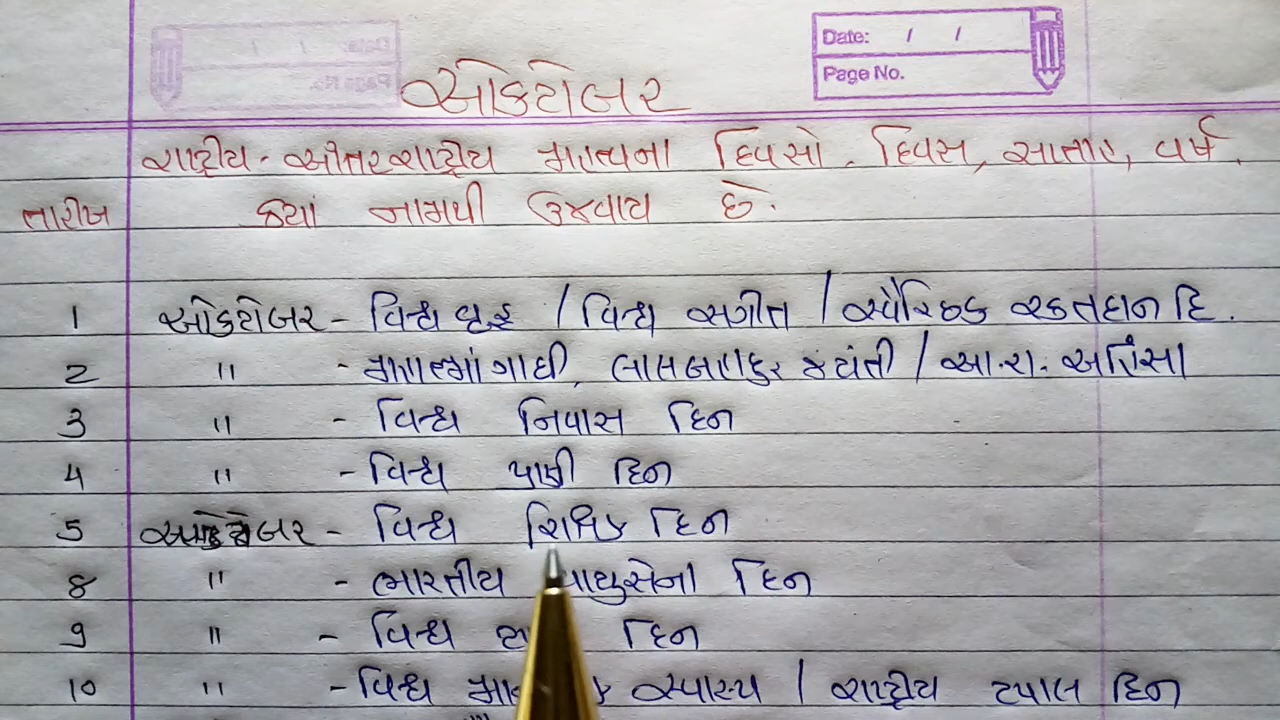 Date: / /
Page No.
ઓક્ટોબર
રાષ્ટ્રીય - આંતરરાષ્ટ્રીય મહત્વના દિવસો. દિવસ, સપ્તાહ, વર્ષ.
તારીખ ક્યાં નામથી ઉજવાય છે.
1 ઓક્ટોબર - વિશ્વ વૃદ્ધ / વિશ્વ સંગીત / સ્વૈચ્છિક રક્તદાન દિ.
2 " - મહાત્માં ગાંધી, લાલબહાદુર જયંતી / આં.રા. અહિંસા
3 " - વિશ્વ નિવાસ દિન
4 " - વિશ્વ પ્રાણી દિન
5 ઓક્ટોબર - વિશ્વ શિક્ષક દિન
8 " - ભારતીય વાયુસેના દિન
9 " - વિશ્વ દિન
10 " - વિશ્વ સ્વાસ્થ્ય / રાષ્ટ્રીય ટપાલ દિન